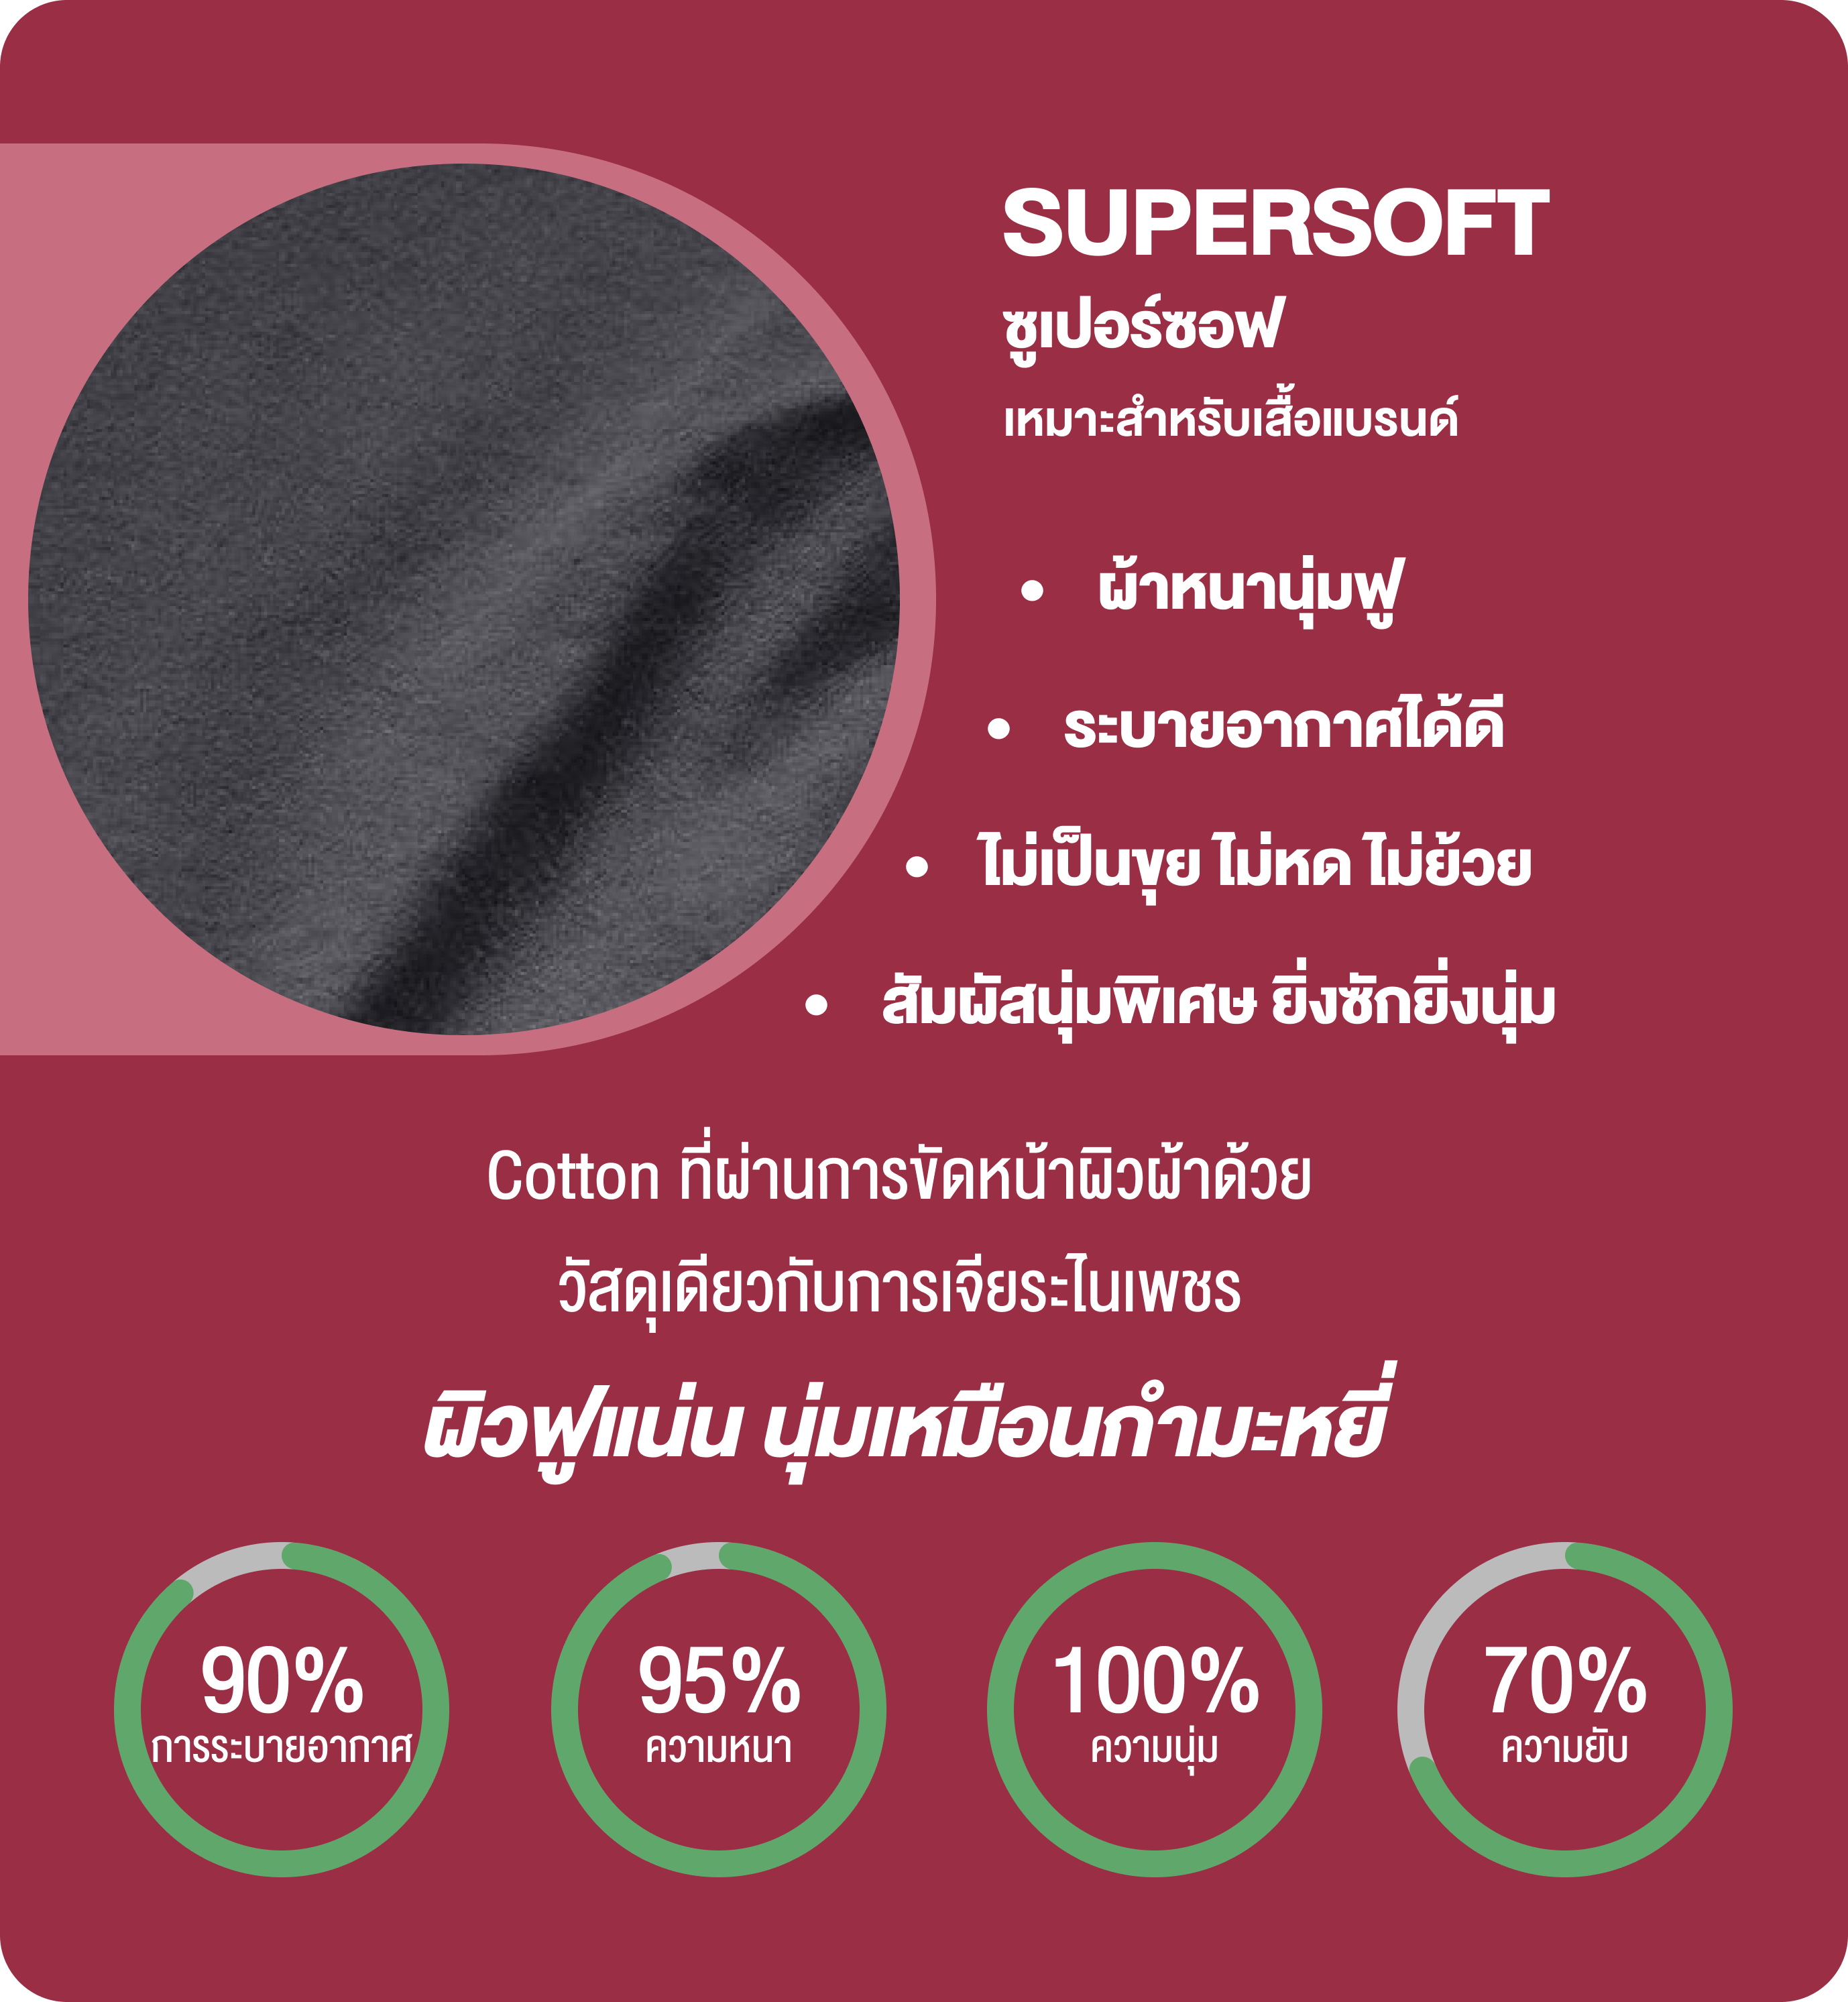 SUPERSOFT
ซูเปอร์ซอฟ
เหมาะสำหรับเสื้อแบรนด์
• ผ้าหนานุ่มฟู
• ระบายอากาศได้ดี
• ไม่เป็นขุย ไม่หด ไม่ย้วย
• สัมผัสนุ่มพิเศษ ยิ่งซักยิ่งนุ่ม
Cotton ที่ผ่านการขัดหน้าผิวผ้าด้วย
วัสดุเดียวกับการเจียระไนเพชร
ผิวฟูแน่น นุ่มเหมือนกำมะหยี่
90%
การระบายอากาศ
95%
ความหนา
100%
ความนุ่ม
70%
ความยับ